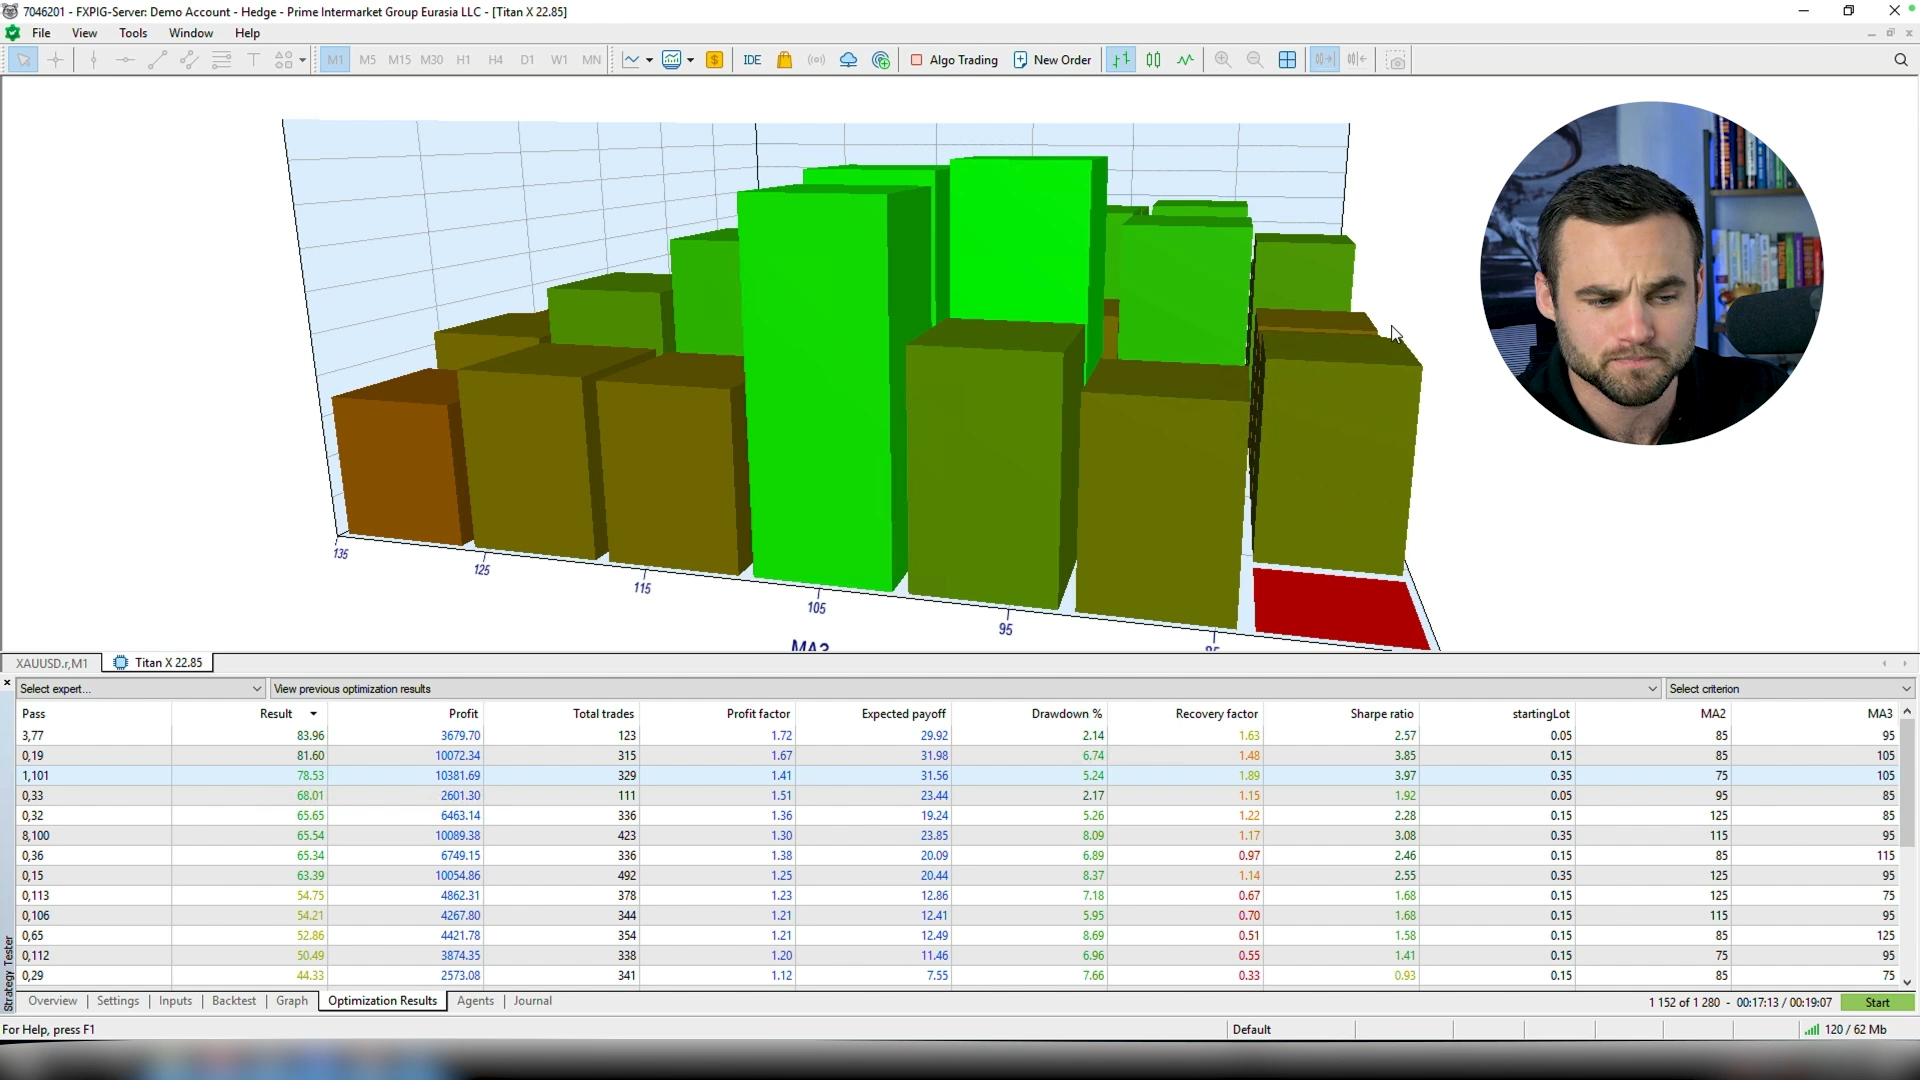 7046201 - FXPIG-Server: Demo Account - Hedge - Prime Intermarket Group Eurasia LLC - [Titan X 22.85]
File View Tools Window Help
M1 M5 M15 M30 H1 H4 D1 W1 MN IDE Algo Trading New Order
135
125
115
105
95
85
MA3
XAUUSD.r,M1 Titan X 22.85
Select expert... View previous optimization results Select criterion
Pass Result Profit Total trades Profit factor Expected payoff Drawdown % Recovery factor Sharpe ratio startingLot MA2 MA3
3,77 83.96 3679.70 123 1.72 29.92 2.14 1.63 2.57 0.05 85 95
0,19 81.60 10072.34 315 1.67 31.98 6.74 1.48 3.85 0.15 85 105
1,101 78.53 10381.69 329 1.41 31.56 5.24 1.89 3.97 0.35 75 105
0,33 68.01 2601.30 111 1.51 23.44 2.17 1.15 1.92 0.05 95 85
0,32 65.65 6463.14 336 1.36 19.24 5.26 1.22 2.28 0.15 125 85
8,100 65.54 10089.38 423 1.30 23.85 8.09 1.17 3.08 0.35 115 95
0,36 65.34 6749.15 336 1.38 20.09 6.89 0.97 2.46 0.15 85 115
0,15 63.39 10054.86 492 1.25 20.44 8.37 1.14 2.55 0.35 125 95
0,113 54.75 4862.31 378 1.23 12.86 7.18 0.67 1.68 0.15 125 75
0,106 54.21 4267.80 344 1.21 12.41 5.95 0.70 1.68 0.15 115 95
0,65 52.86 4421.78 354 1.21 12.49 8.69 0.51 1.58 0.15 85 125
0,112 50.49 3874.35 338 1.20 11.46 6.96 0.55 1.41 0.15 75 95
0,29 44.33 2573.08 341 1.12 7.55 7.66 0.33 0.93 0.15 85 75
Strategy Tester
Overview Settings Inputs Backtest Graph Optimization Results Agents Journal 1 152 of 1 280 - 00:17:13 / 00:19:07 Start
For Help, press F1 Default 120 / 62 Mb